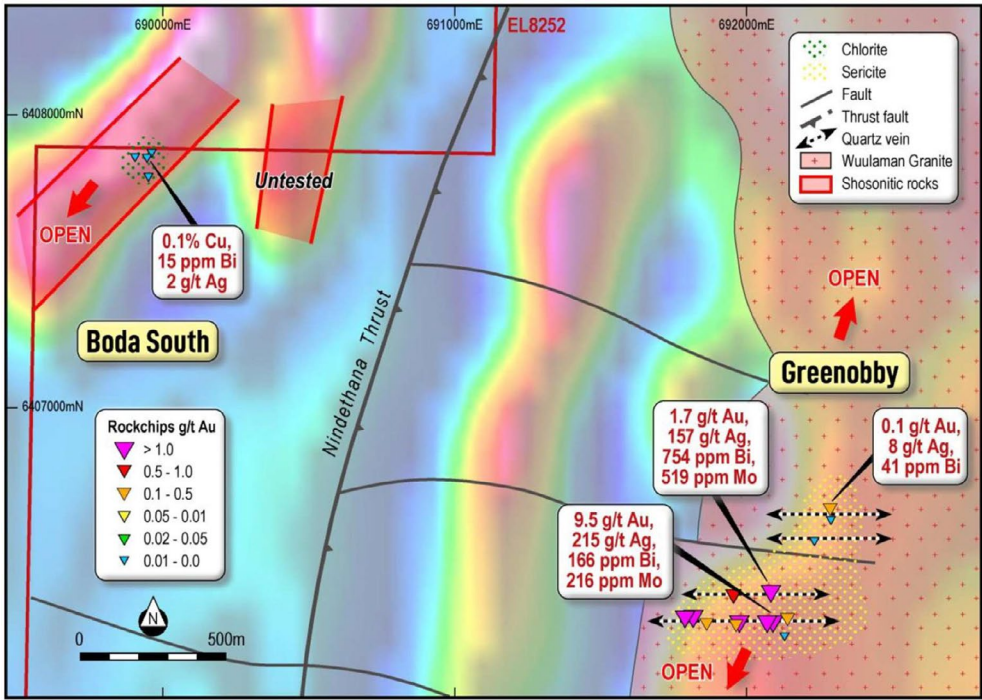 690000mE
691000mE
692000mE
EL8252
6408000mN
6407000mN
Chlorite
Sericite
Fault
Thrust fault
Quartz vein
Wuulaman Granite
Shosonitic rocks
Untested
OPEN
0.1% Cu,
15 ppm Bi
2 g/t Ag
Boda South
Nindethana Thrust
OPEN
Greenobby
1.7 g/t Au,
157 g/t Ag,
754 ppm Bi,
519 ppm Mo
0.1 g/t Au,
8 g/t Ag,
41 ppm Bi
9.5 g/t Au,
215 g/t Ag,
166 ppm Bi,
216 ppm Mo
Rockchips g/t Au
> 1.0
0.5 - 1.0
0.1 - 0.5
0.05 - 0.01
0.02 - 0.05
0.01 - 0.0
N
0 500m
OPEN